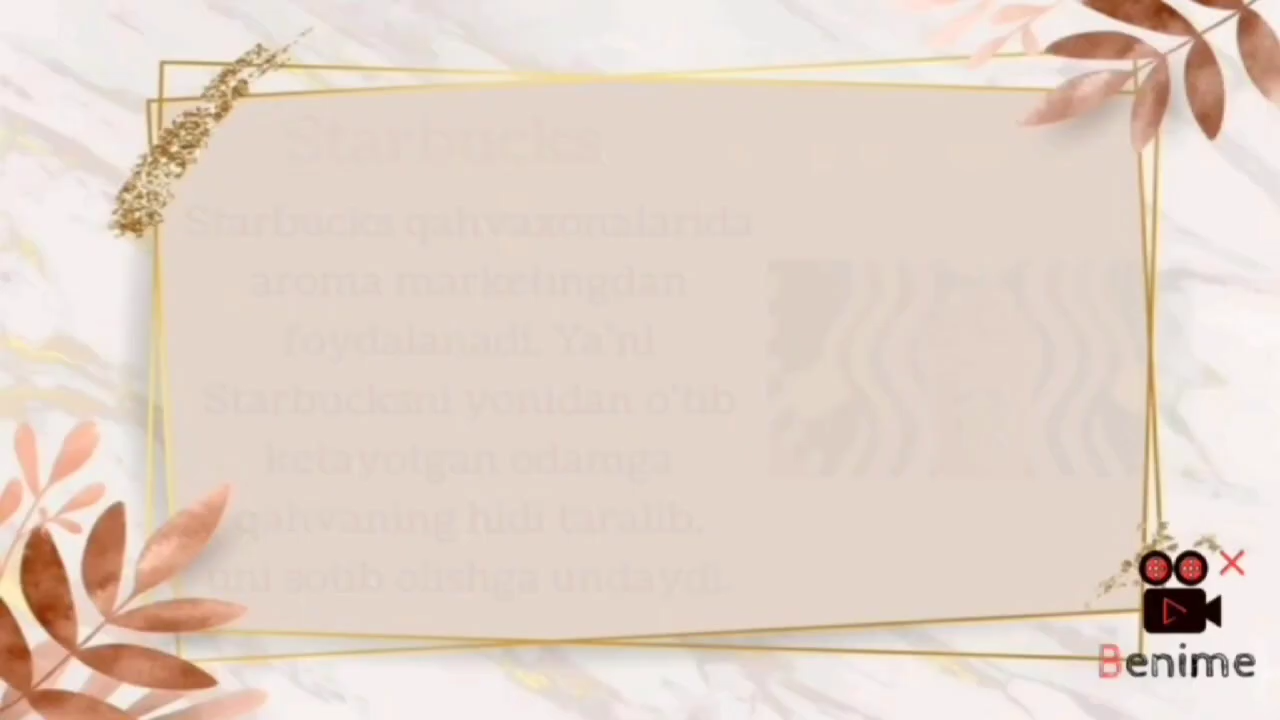 Starbucks
Starbucks qahvaxonalarida
aroma marketingdan
foydalanadi. Ya'ni
Starbucksni yonidan o'tib
ketayotgan odamga
qahvaning hidi taralib,
uni sotib olishga undaydi.
Benime